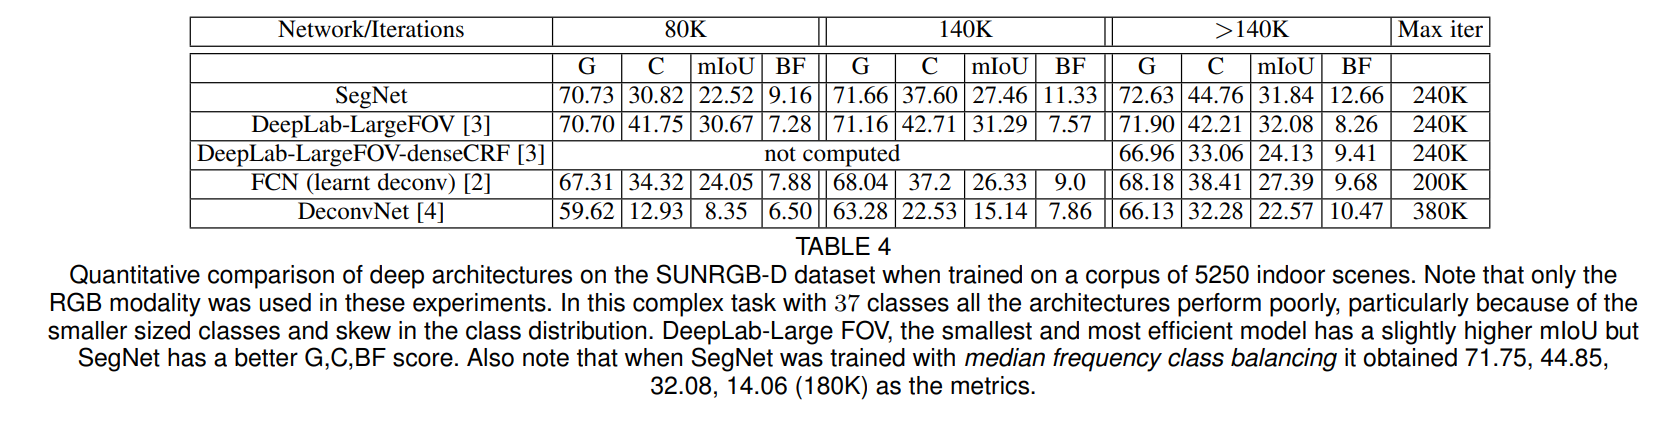 Network/Iterations 80K 140K >140K Max iter
G C mIoU BF G C mIoU BF G C mIoU BF
SegNet 70.73 30.82 22.52 9.16 71.66 37.60 27.46 11.33 72.63 44.76 31.84 12.66 240K
DeepLab-LargeFOV [3] 70.70 41.75 30.67 7.28 71.16 42.71 31.29 7.57 71.90 42.21 32.08 8.26 240K
DeepLab-LargeFOV-denseCRF [3] not computed 66.96 33.06 24.13 9.41 240K
FCN (learnt deconv) [2] 67.31 34.32 24.05 7.88 68.04 37.2 26.33 9.0 68.18 38.41 27.39 9.68 200K
DeconvNet [4] 59.62 12.93 8.35 6.50 63.28 22.53 15.14 7.86 66.13 32.28 22.57 10.47 380K
TABLE 4
Quantitative comparison of deep architectures on the SUNRGB-D dataset when trained on a corpus of 5250 indoor scenes. Note that only the
RGB modality was used in these experiments. In this complex task with 37 classes all the architectures perform poorly, particularly because of the
smaller sized classes and skew in the class distribution. DeepLab-Large FOV, the smallest and most efficient model has a slightly higher mIoU but
SegNet has a better G,C,BF score. Also note that when SegNet was trained with median frequency class balancing it obtained 71.75, 44.85,
32.08, 14.06 (180K) as the metrics.